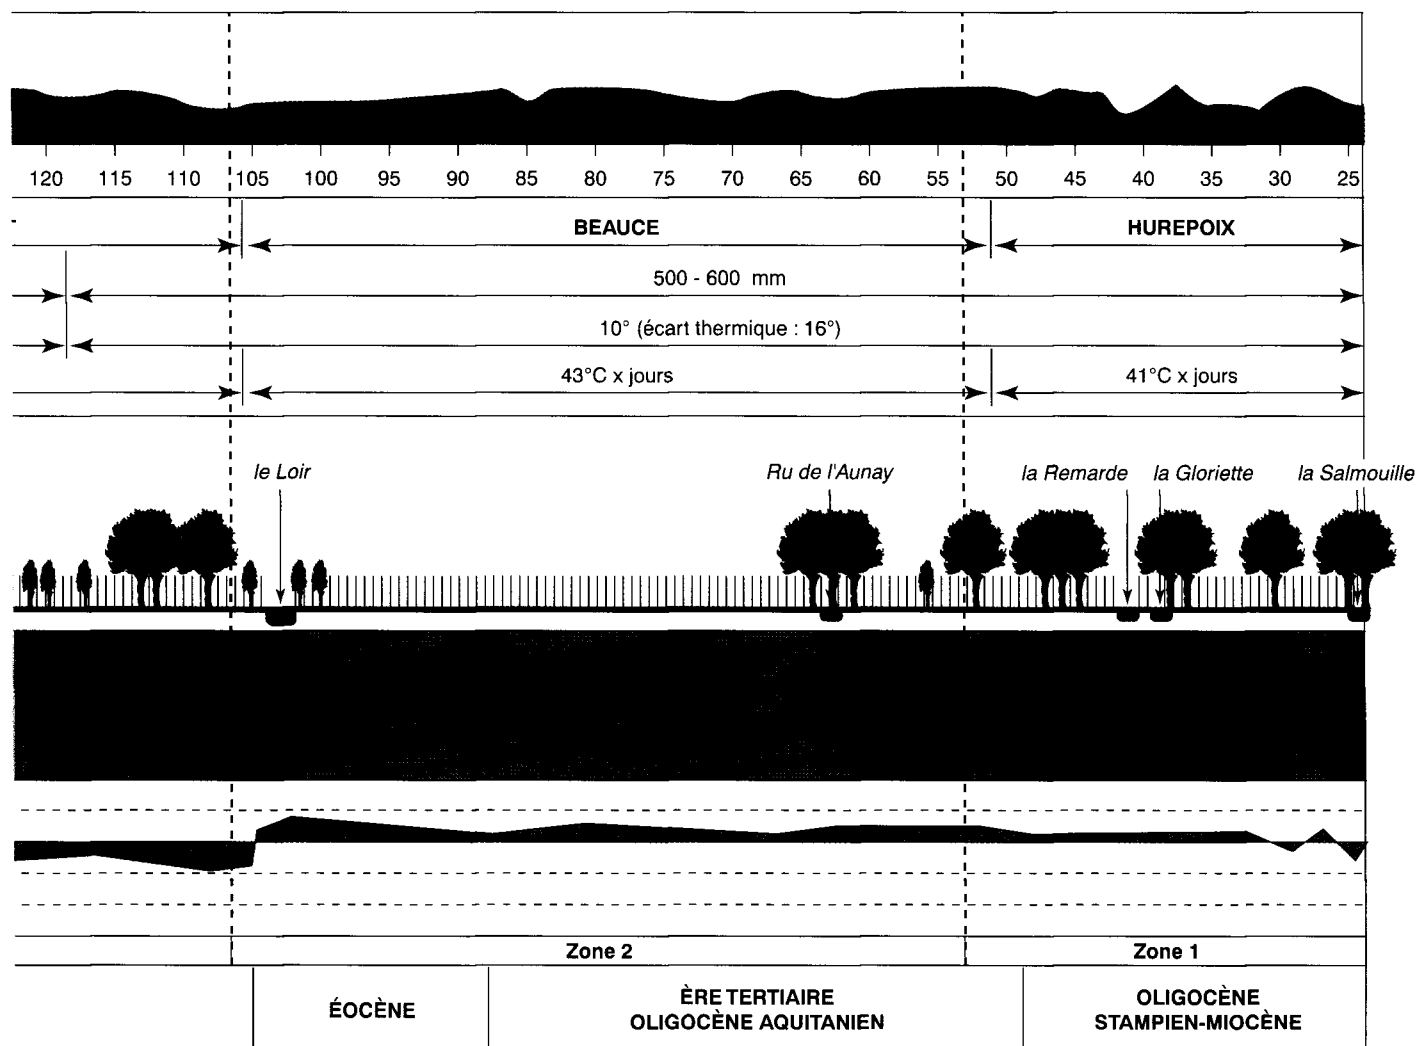 120 115 110 105 100 95 90 85 80 75 70 65 60 55 50 45 40 35 30 25
- BEAUCE HUREPOIX
500 - 600 mm
10° (écart thermique : 16°)
43°C x jours 41°C x jours
le Loir Ru de l'Aunay la Remarde la Gloriette la Salmouille
Zone 2 Zone 1
ÉOCÈNE
ÈRE TERTIAIRE
OLIGOCÈNE AQUITANIEN
OLIGOCÈNE
STAMPIEN-MIOCÈNE